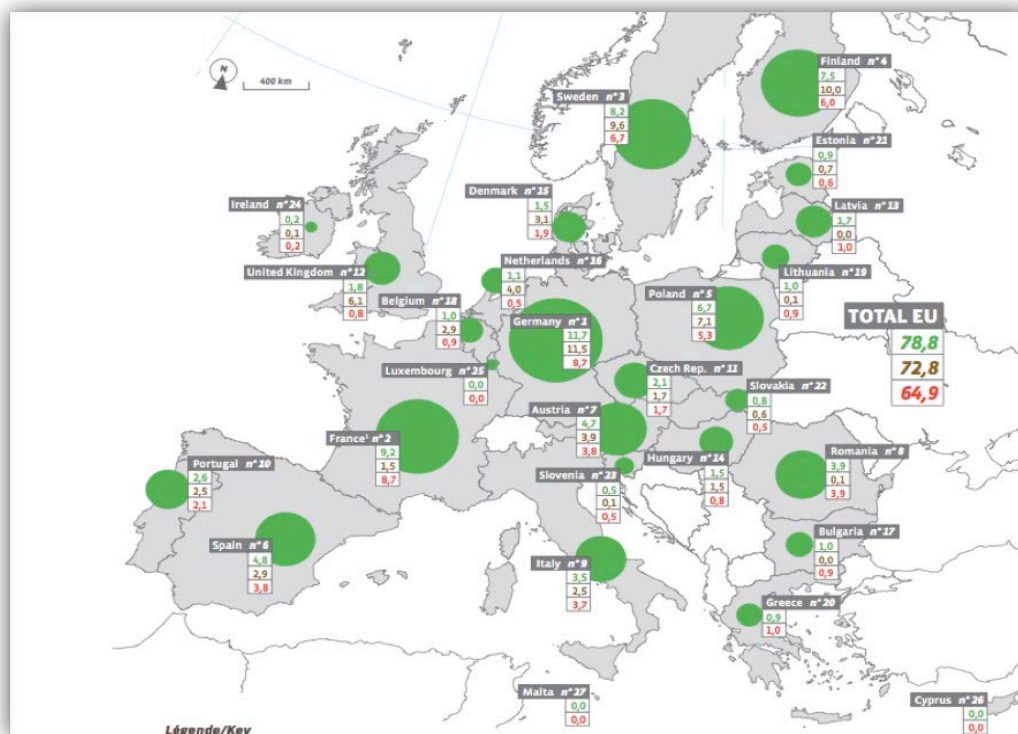 N
400 km
Finland n°4
7,5
10,0
6,0
Sweden n°3
8,2
9,6
6,7
Estonia n°21
0,9
0,7
0,6
Denmark n°15
1,5
3,1
1,9
Ireland n°24
0,2
0,1
0,2
Latvia n°13
1,7
0,0
1,0
Netherlands n°16
1,1
4,0
0,5
United Kingdom n°12
1,8
6,1
0,8
Lithuania n°19
1,0
0,1
0,9
Belgium n°18
1,0
2,9
0,9
Poland n°5
6,7
7,1
5,3
TOTAL EU
78,8
72,8
64,9
Germany n°1
11,7
11,5
8,7
Luxembourg n°25
0,0
0,0
Czech Rep. n°11
2,1
1,7
1,7
Slovakia n°22
0,8
0,6
0,5
Austria n°7
4,7
3,9
3,8
France¹ n°2
9,2
1,5
8,7
Hungary n°14
1,5
1,5
0,8
Romania n°8
3,9
0,1
3,9
Portugal n°10
2,6
2,5
2,1
Slovenia n°23
0,5
0,1
0,5
Bulgaria n°17
1,0
0,0
0,9
Spain n°6
4,8
2,9
3,8
Italy n°9
3,5
2,5
3,7
Greece n°20
0,9
1,0
Malta n°27
0,0
0,0
Cyprus n°26
0,0
0,0
Légende/Key